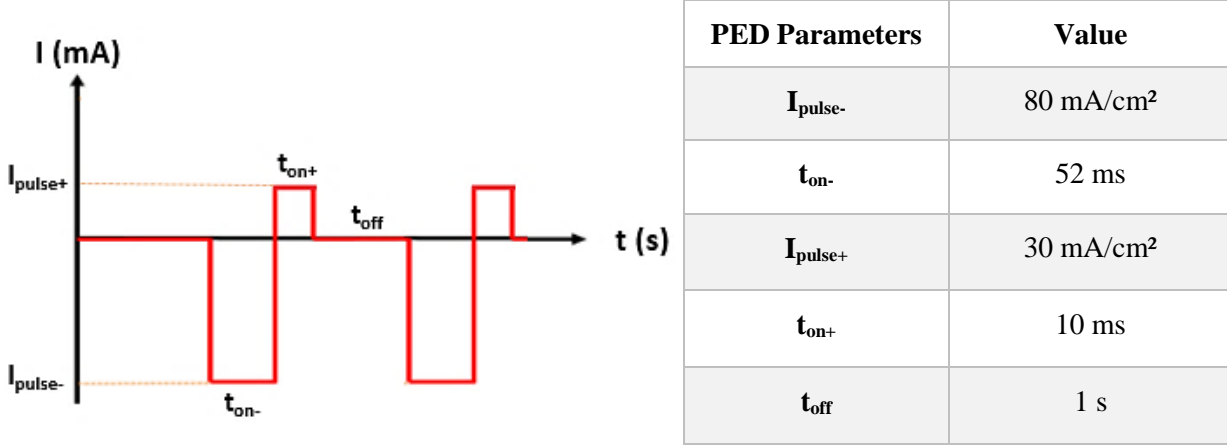 I (mA)
I_pulse+
t_on+
t_off
t (s)
I_pulse-
t_on-
PED Parameters Value
I_pulse- 80 mA/cm²
t_on- 52 ms
I_pulse+ 30 mA/cm²
t_on+ 10 ms
t_off 1 s